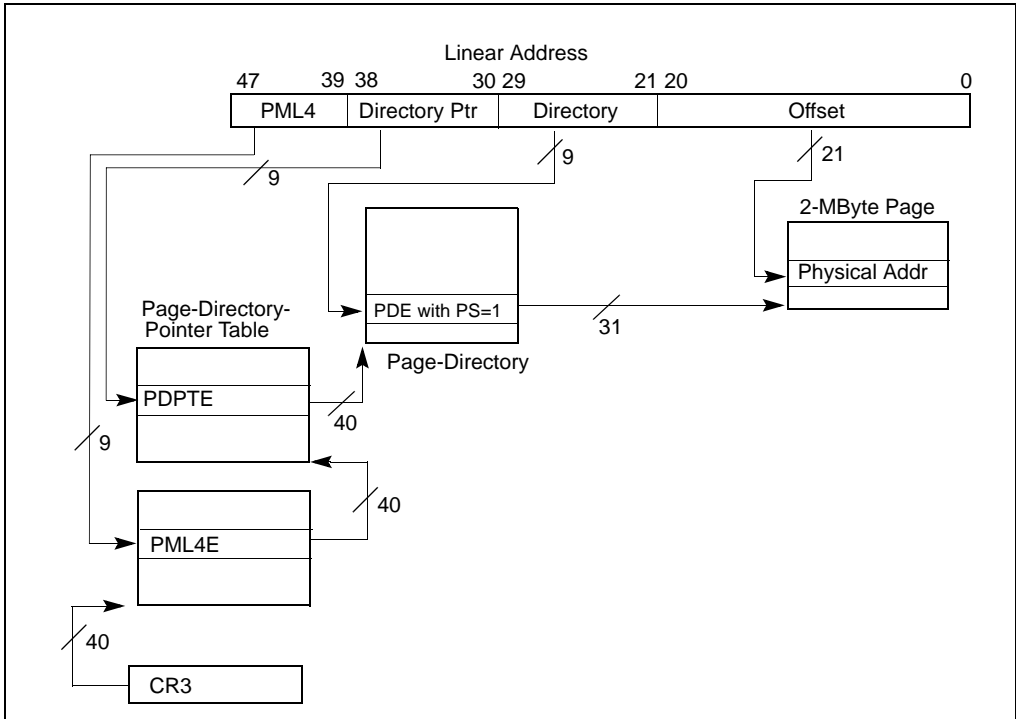 Linear Address
47 39 38 30 29 21 20 0
PML4 Directory Ptr Directory Offset
9 9 21
2-MByte Page
Physical Addr
PDE with PS=1
31
Page-Directory-
Pointer Table
Page-Directory
PDPTE
40
9
40
PML4E
40
CR3